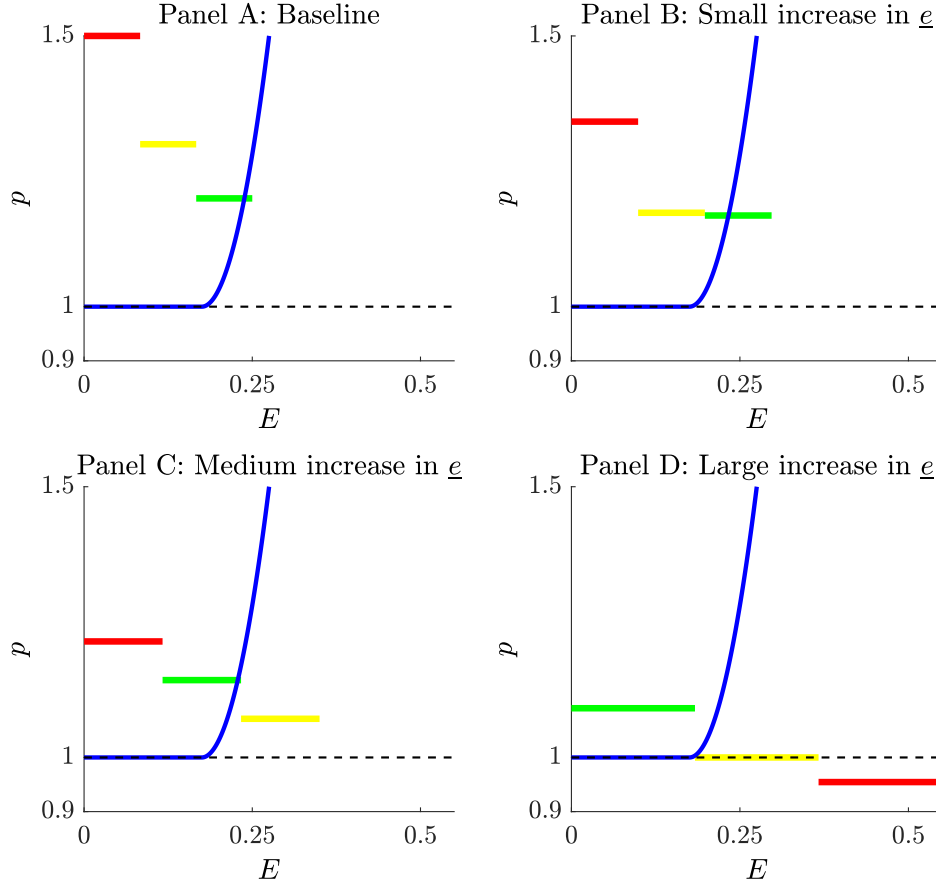 Panel A: Baseline
1.5
p
1
0.9
0
0.25
0.5
E
Panel B: Small increase in e
1.5
p
1
0.9
0
0.25
0.5
E
Panel C: Medium increase in e
1.5
p
1
0.9
0
0.25
0.5
E
Panel D: Large increase in e
1.5
p
1
0.9
0
0.25
0.5
E